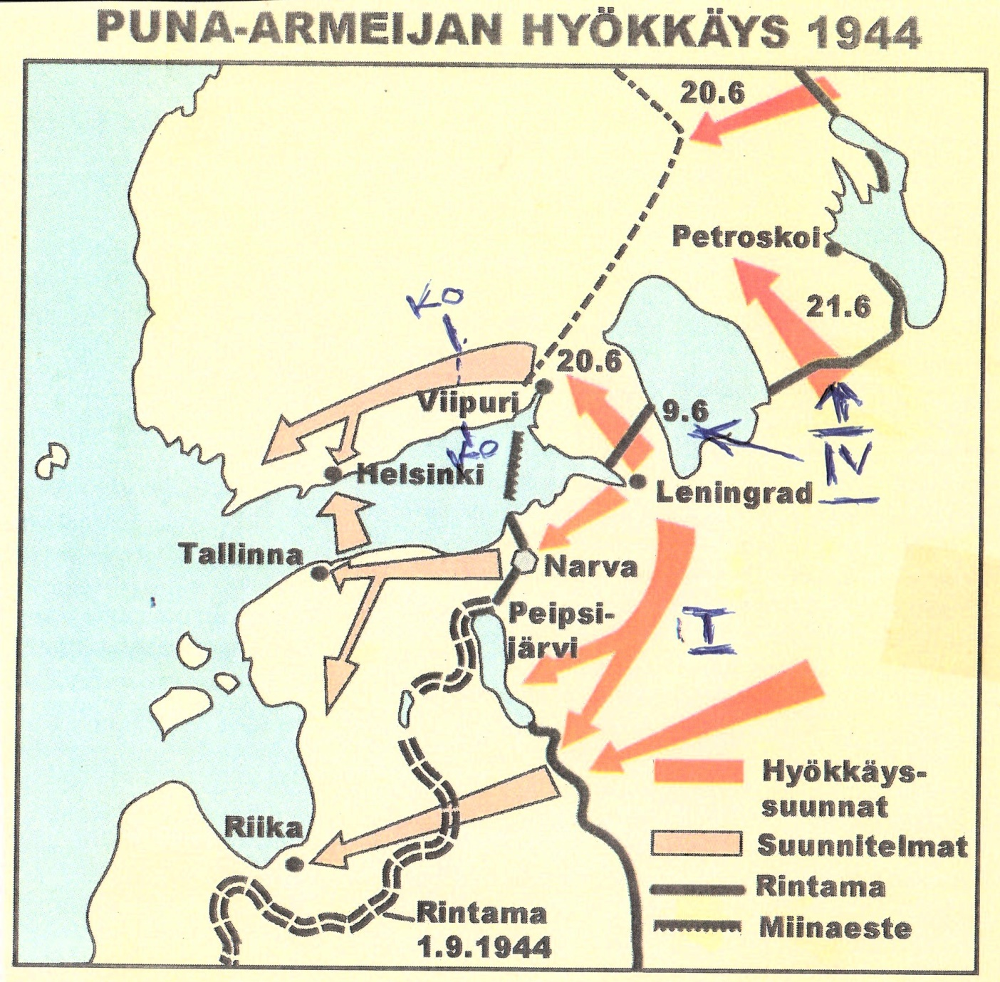 PUNA-ARMEIJAN HYÖKKÄYS 1944
20.6
Petroskoi
21.6
KO
20.6
Viipuri
9.6
KO
Helsinki
IV
Leningrad
Tallinna
Narva
Peipsi-
järvi
I
Hyökkäys-
suunnat
Riika
Suunnitelmat
Rintama
Rintama
1.9.1944
Miinaeste